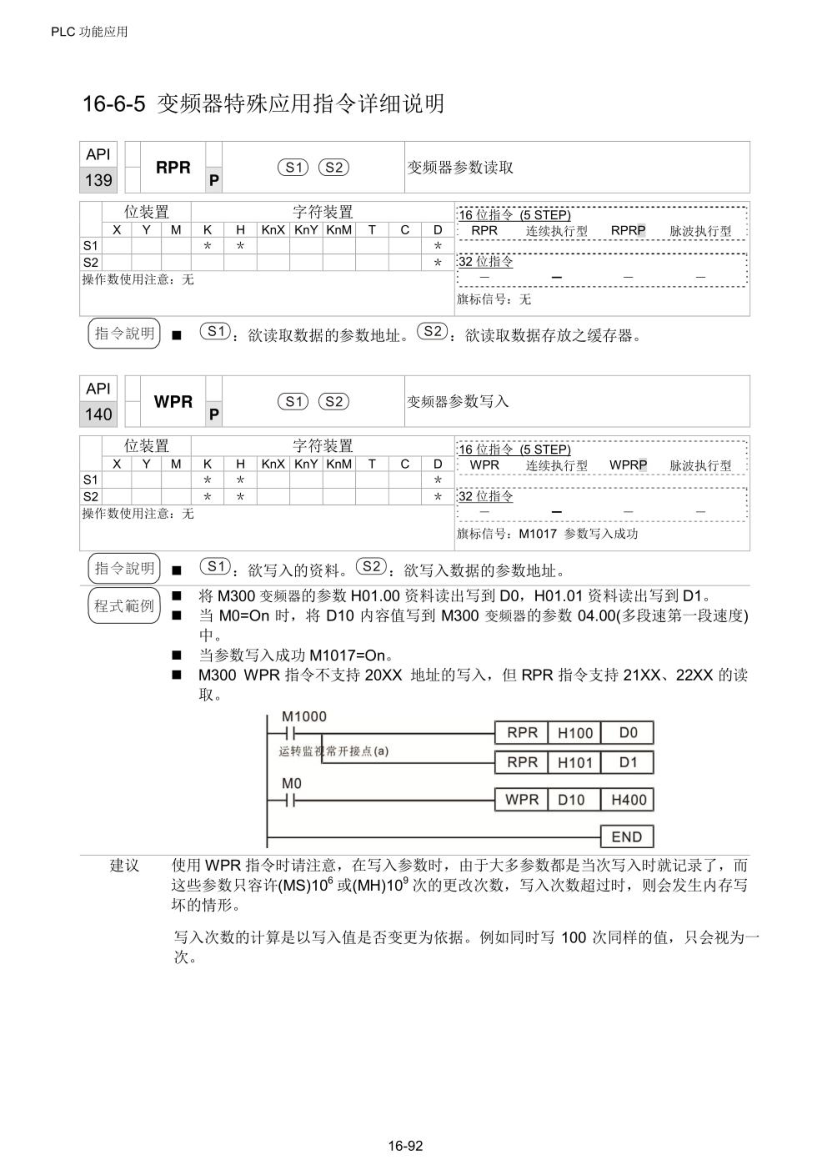 PLC 功能应用
16-6-5 变频器特殊应用指令详细说明
API
139
RPR
P
S1 S2
变频器参数读取
位装置 字符装置
X Y M K H KnX KnY KnM T C D
S1 * * *
S2 *
操作数使用注意：无
16 位指令 (5 STEP)
RPR 连续执行型 RPRP 脉波执行型
32 位指令
－ － － －
旗标信号：无
指令說明 ■ S1：欲读取数据的参数地址。S2：欲读取数据存放之缓存器。
API
140
WPR
P
S1 S2
变频器参数写入
位装置 字符装置
X Y M K H KnX KnY KnM T C D
S1 * * *
S2 * * *
操作数使用注意：无
16 位指令 (5 STEP)
WPR 连续执行型 WPRP 脉波执行型
32 位指令
－ － － －
旗标信号：M1017 参数写入成功
指令說明 ■ S1：欲写入的资料。S2：欲写入数据的参数地址。
程式範例 ■ 将 M300 变频器的参数 H01.00 资料读出写到 D0，H01.01 资料读出写到 D1。
■ 当 M0=On 时，将 D10 内容值写到 M300 变频器的参数 04.00(多段速第一段速度)
中。
■ 当参数写入成功 M1017=On。
■ M300 WPR 指令不支持 20XX 地址的写入，但 RPR 指令支持 21XX、22XX 的读
取。
M1000
RPR H100 D0
运转监视常开接点(a)
RPR H101 D1
M0
WPR D10 H400
END
建议 使用 WPR 指令时请注意，在写入参数时，由于大多参数都是当次写入时就记录了，而
这些参数只容许(MS)10⁶ 或(MH)10⁹ 次的更改次数，写入次数超过时，则会发生内存写
坏的情形。
写入次数的计算是以写入值是否变更为依据。例如同时写 100 次同样的值，只会视为一
次。
16-92